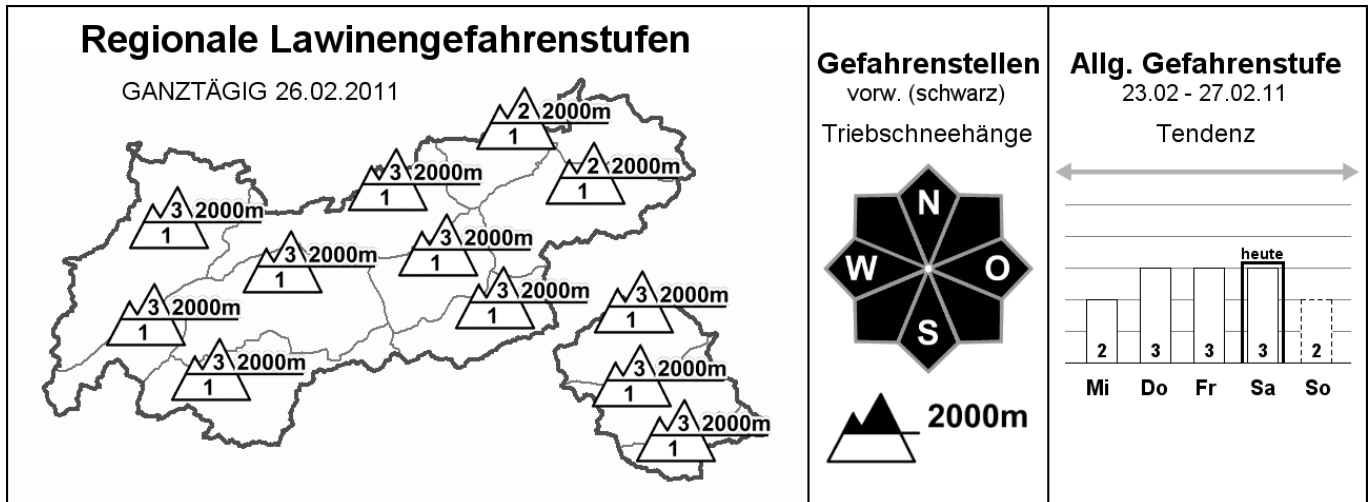 Regionale Lawinengefahrenstufen
GANZTÄGIG 26.02.2011
2 2000m
1
3 2000m
1
2 2000m
1
3 2000m
1
3 2000m
1
3 2000m
1
3 2000m
1
3 2000m
1
3 2000m
1
3 2000m
1
3 2000m
1
3 2000m
1
Gefahrenstellen
vorw. (schwarz)
Triebschneehänge
N
W O
S
2000m
Allg. Gefahrenstufe
23.02 - 27.02.11
Tendenz
heute
2 3 3 3 2
Mi Do Fr Sa So